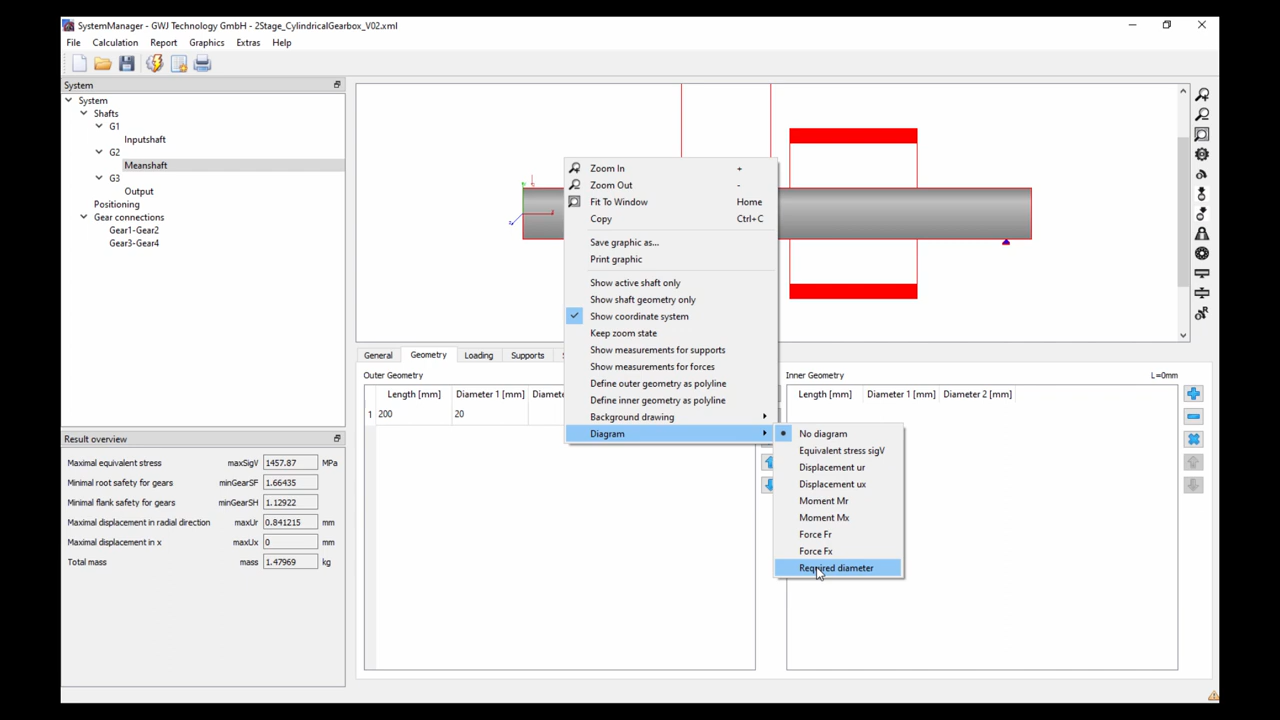 SystemManager - GWJ Technology GmbH - 2Stage_CylindricalGearbox_V02.xml
File Calculation Report Graphics Extras Help
System
System
Shafts
G1
Inputshaft
G2
Meanshaft
G3
Output
Positioning
Gear connections
Gear1-Gear2
Gear3-Gear4
Result overview
Maximal equivalent stress maxSigV 1457.87 MPa
Minimal root safety for gears minGearSF 1.66435
Minimal flank safety for gears minGearSH 1.12922
Maximal displacement in radial direction maxUr 0.841215 mm
Maximal displacement in x maxUx 0 mm
Total mass mass 1.47969 kg
Zoom In +
Zoom Out -
Fit To Window Home
Copy Ctrl+C
Save graphic as...
Print graphic
Show active shaft only
Show shaft geometry only
Show coordinate system
Keep zoom state
Show measurements for supports
Show measurements for forces
Define outer geometry as polyline
Define inner geometry as polyline
Background drawing
Diagram
No diagram
Equivalent stress sigV
Displacement ur
Displacement ux
Moment Mr
Moment Mx
Force Fr
Force Fx
Required diameter
General Geometry Loading Supports
Outer Geometry
Length [mm] Diameter 1 [mm]
1 200 20
Inner Geometry L=0mm
Length [mm] Diameter 1 [mm] Diameter 2 [mm]